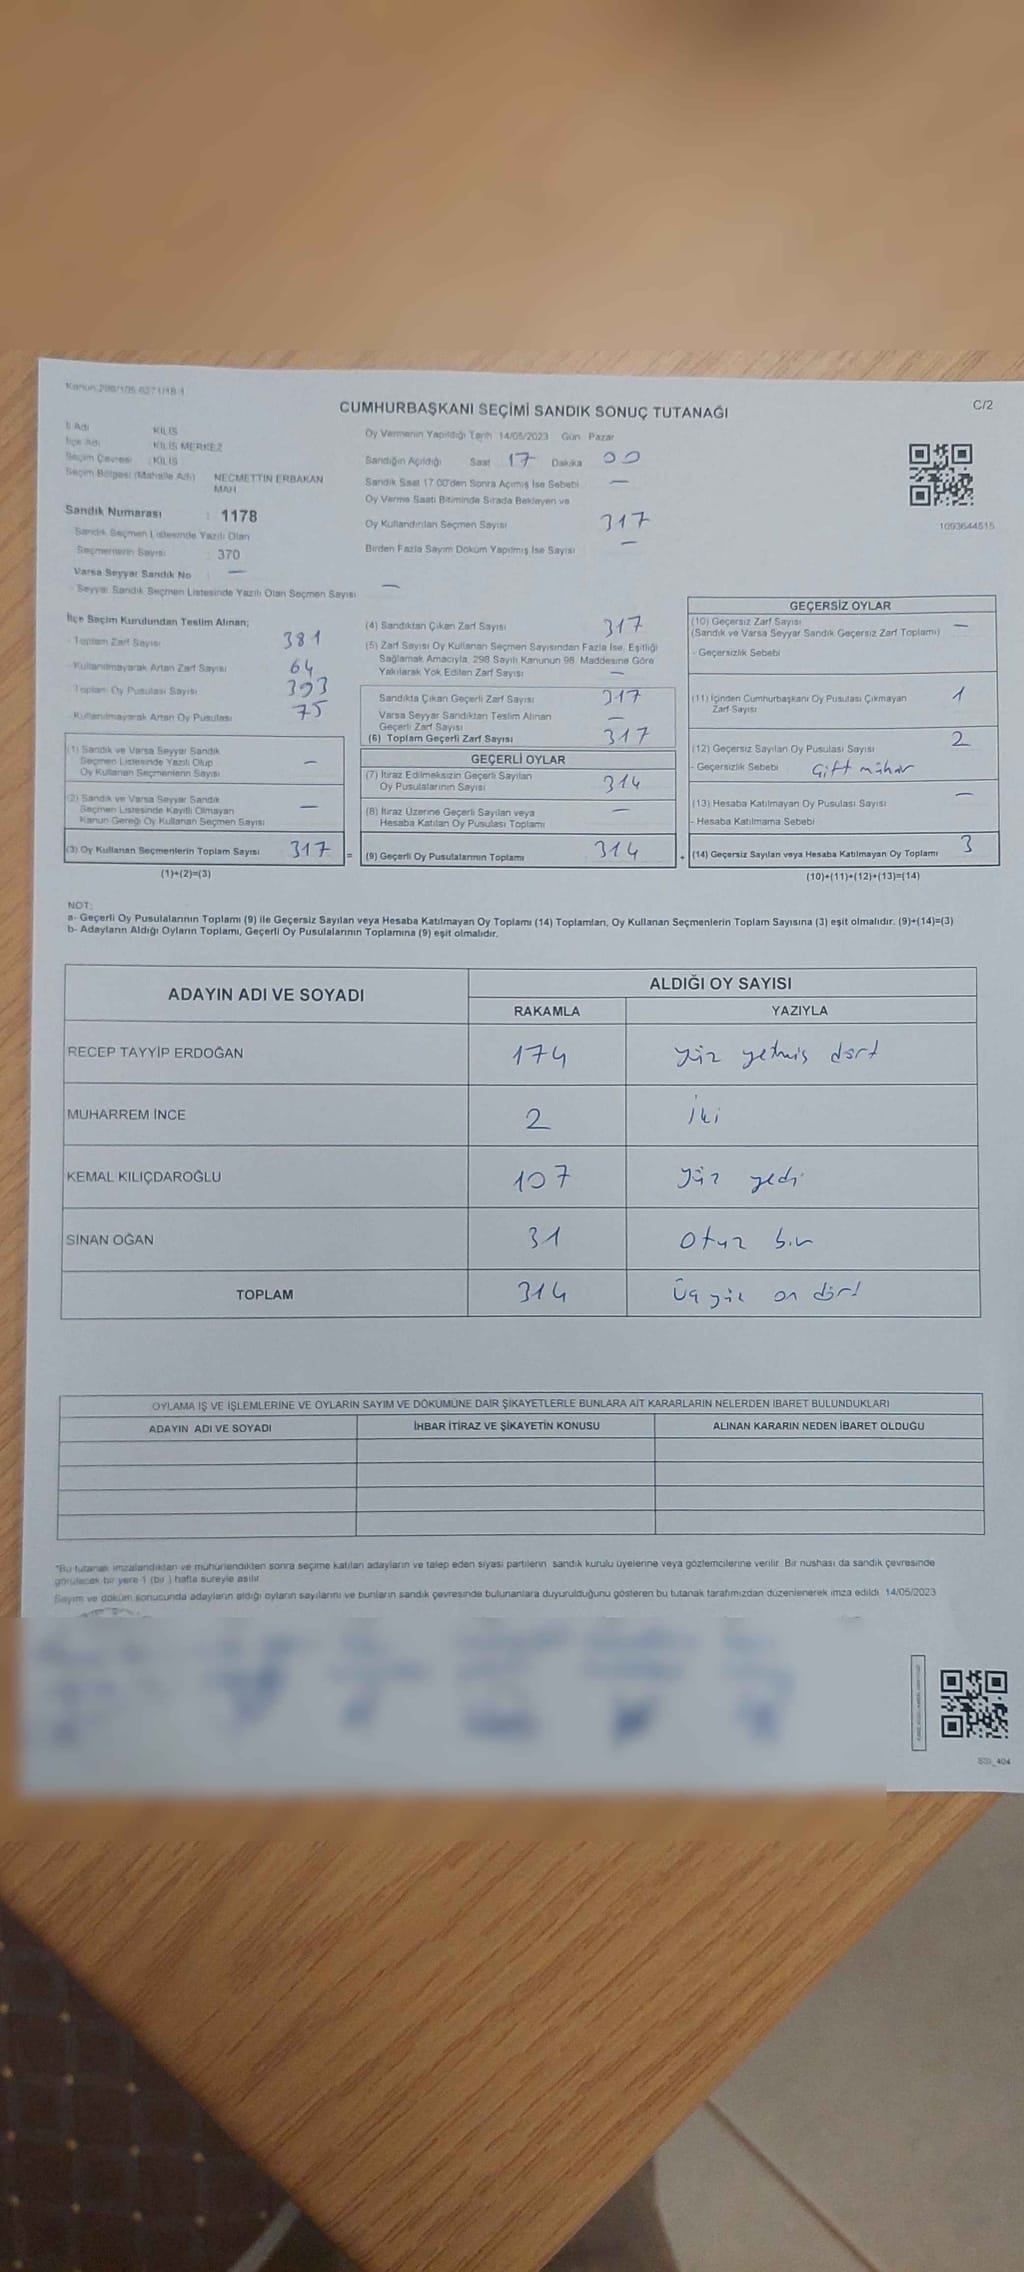 Kanun:298/105-6271/18-1
CUMHURBAŞKANI SEÇİMİ SANDIK SONUÇ TUTANAĞI
C/2
İl Adı KİLİS
İlçe Adı KİLİS MERKEZ
Seçim Çevresi : KİLİS
Seçim Bölgesi (Mahalle Adı) NECMETTİN ERBAKAN MAH
Sandık Numarası : 1178
Sandık Seçmen Listesinde Yazılı Olan
Seçmenlerin Sayısı : 370
Varsa Seyyar Sandık No —
- Seyyar Sandık Seçmen Listesinde Yazılı Olan Seçmen Sayısı —
Oy Vermenin Yapıldığı Tarih 14/05/2023 Gün Pazar
Sandığın Açıldığı Saat 17 Dakika 00
Sandık Saat 17.00'den Sonra Açımış İse Sebebi —
Oy Verme Saati Bitiminde Sırada Bekleyen ve
Oy Kullandırılan Seçmen Sayısı 317
Birden Fazla Sayım Döküm Yapılmış İse Sayısı —
1093644515
İlçe Seçim Kurulundan Teslim Alınan;
- Toplam Zarf Sayısı 381
- Kullanılmayarak Artan Zarf Sayısı 64
- Toplam Oy Pusulası Sayısı 393
- Kullanılmayarak Artan Oy Pusulası 75
(1) Sandık ve Varsa Seyyar Sandık
Seçmen Listesinde Yazılı Olup
Oy Kullanan Seçmenlerin Sayısı —
(2) Sandık ve Varsa Seyyar Sandık
Seçmen Listesinde Kayıtlı Olmayan
Kanun Gereği Oy Kullanan Seçmen Sayısı —
(3) Oy Kullanan Seçmenlerin Toplam Sayısı 317 =
(1)+(2)=(3)
(4) Sandıktan Çıkan Zarf Sayısı 317
(5) Zarf Sayısı Oy Kullanan Seçmen Sayısından Fazla İse, Eşitliği
Sağlamak Amacıyla, 298 Sayılı Kanunun 98. Maddesine Göre
Yakılarak Yok Edilen Zarf Sayısı —
Sandıkta Çıkan Geçerli Zarf Sayısı 317
Varsa Seyyar Sandıktan Teslim Alınan
Geçerli Zarf Sayısı —
(6) Toplam Geçerli Zarf Sayısı 317
GEÇERLİ OYLAR
(7) İtiraz Edilmeksizin Geçerli Sayılan
Oy Pusulalarının Sayısı 314
(8) İtiraz Üzerine Geçerli Sayılan veya
Hesaba Katılan Oy Pusulası Toplamı —
(9) Geçerli Oy Pusulalarının Toplamı 314 +
GEÇERSİZ OYLAR
(10) Geçersiz Zarf Sayısı —
(Sandık ve Varsa Seyyar Sandık Geçersiz Zarf Toplamı)
- Geçersizlik Sebebi
(11) İçinden Cumhurbaşkanı Oy Pusulası Çıkmayan
Zarf Sayısı 1
(12) Geçersiz Sayılan Oy Pusulası Sayısı 2
- Geçersizlik Sebebi Çift mühür
(13) Hesaba Katılmayan Oy Pusulası Sayısı —
- Hesaba Katılmama Sebebi
(14) Geçersiz Sayılan veya Hesaba Katılmayan Oy Toplamı 3
(10)+(11)+(12)+(13)=(14)
NOT:
a- Geçerli Oy Pusulalarının Toplamı (9) ile Geçersiz Sayılan veya Hesaba Katılmayan Oy Toplamı (14) Toplamları, Oy Kullanan Seçmenlerin Toplam Sayısına (3) eşit olmalıdır. (9)+(14)=(3)
b- Adayların Aldığı Oyların Toplamı, Geçerli Oy Pusulalarının Toplamına (9) eşit olmalıdır.
ADAYIN ADI VE SOYADI ALDIĞI OY SAYISI
RAKAMLA YAZIYLA
RECEP TAYYİP ERDOĞAN 174 yüz yetmiş dört
MUHARREM İNCE 2 İki
KEMAL KILIÇDAROĞLU 107 yüz yedi
SİNAN OĞAN 31 otuz bir
TOPLAM 314 Üç yüz on dört
OYLAMA İŞ VE İŞLEMLERİNE VE OYLARIN SAYIM VE DÖKÜMÜNE DAİR ŞİKAYETLERLE BUNLARA AİT KARARLARIN NELERDEN İBARET BULUNDUKLARI
ADAYIN ADI VE SOYADI İHBAR İTİRAZ VE ŞİKAYETİN KONUSU ALINAN KARARIN NEDEN İBARET OLDUĞU
*Bu tutanak imzalandıktan ve mühürlendikten sonra seçime katılan adayların ve talep eden siyasi partilerin sandık kurulu üyelerine veya gözlemcilerine verilir. Bir nüshası da sandık çevresinde
görülecek bir yere 1 (bir ) hafta süreyle asılır.
Sayım ve döküm sonucunda adayların aldığı oyların sayılarını ve bunların sandık çevresinde bulunanlara duyurulduğunu gösteren bu tutanak tarafımızdan düzenlenerek imza edildi. 14/05/2023